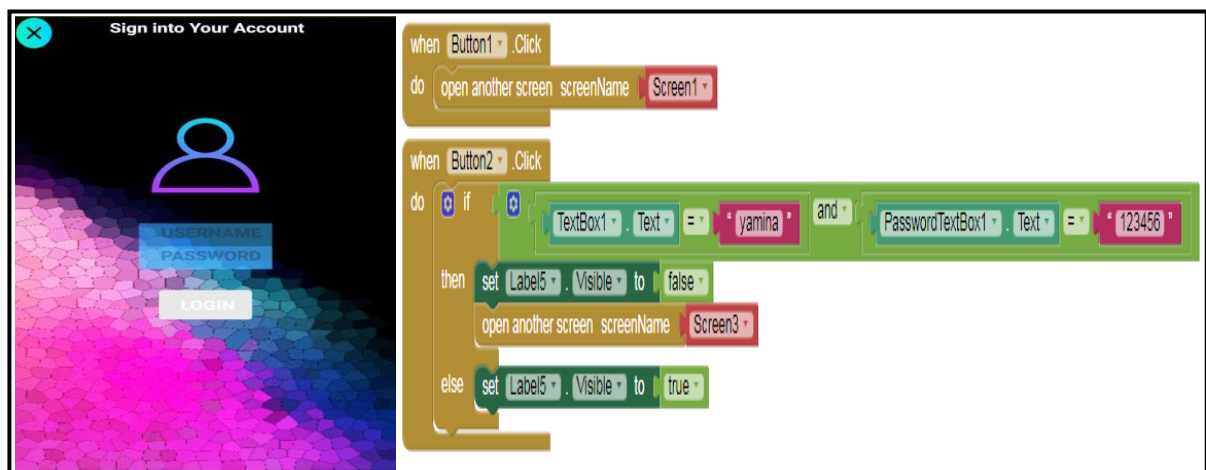 Sign into Your Account
USERNAME
PASSWORD
LOGIN
when Button1 .Click
do open another screen screenName Screen1
when Button2 .Click
do if TextBox1 . Text = " yamina " and PasswordTextBox1 . Text = " 123456 "
then set Label5 . Visible to false
open another screen screenName Screen3
else set Label5 . Visible to true